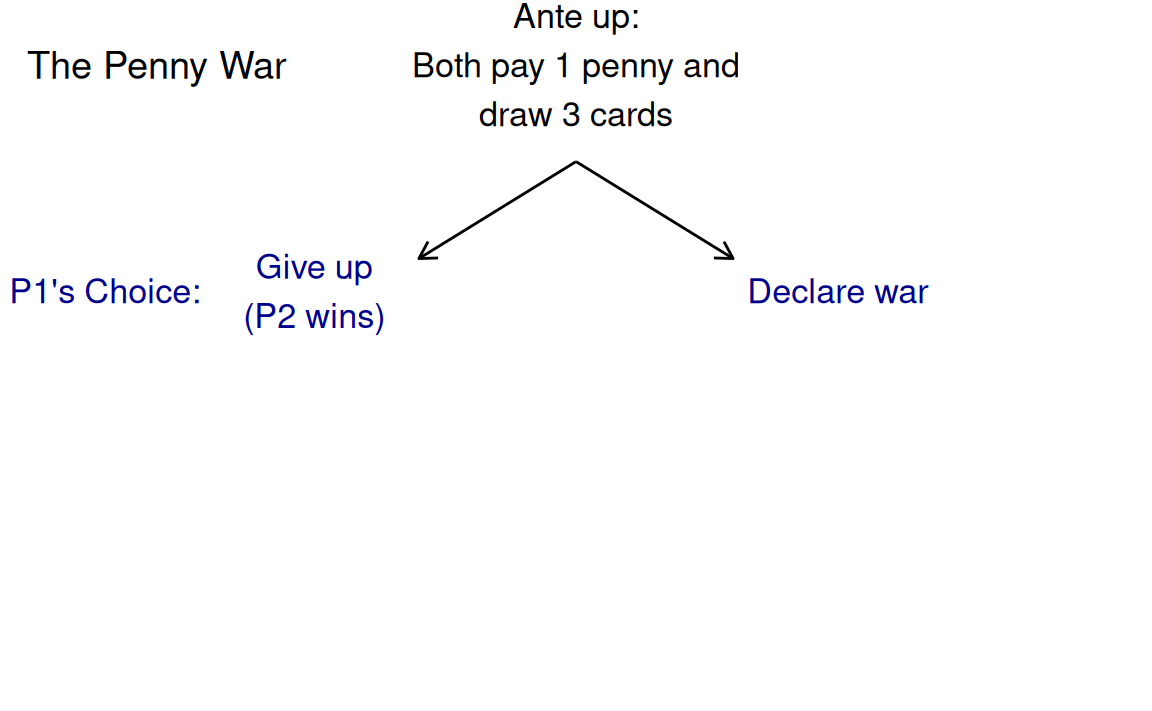 The Penny War
Ante up:
Both pay 1 penny and
draw 3 cards
P1's Choice:
Give up
(P2 wins)
Declare war